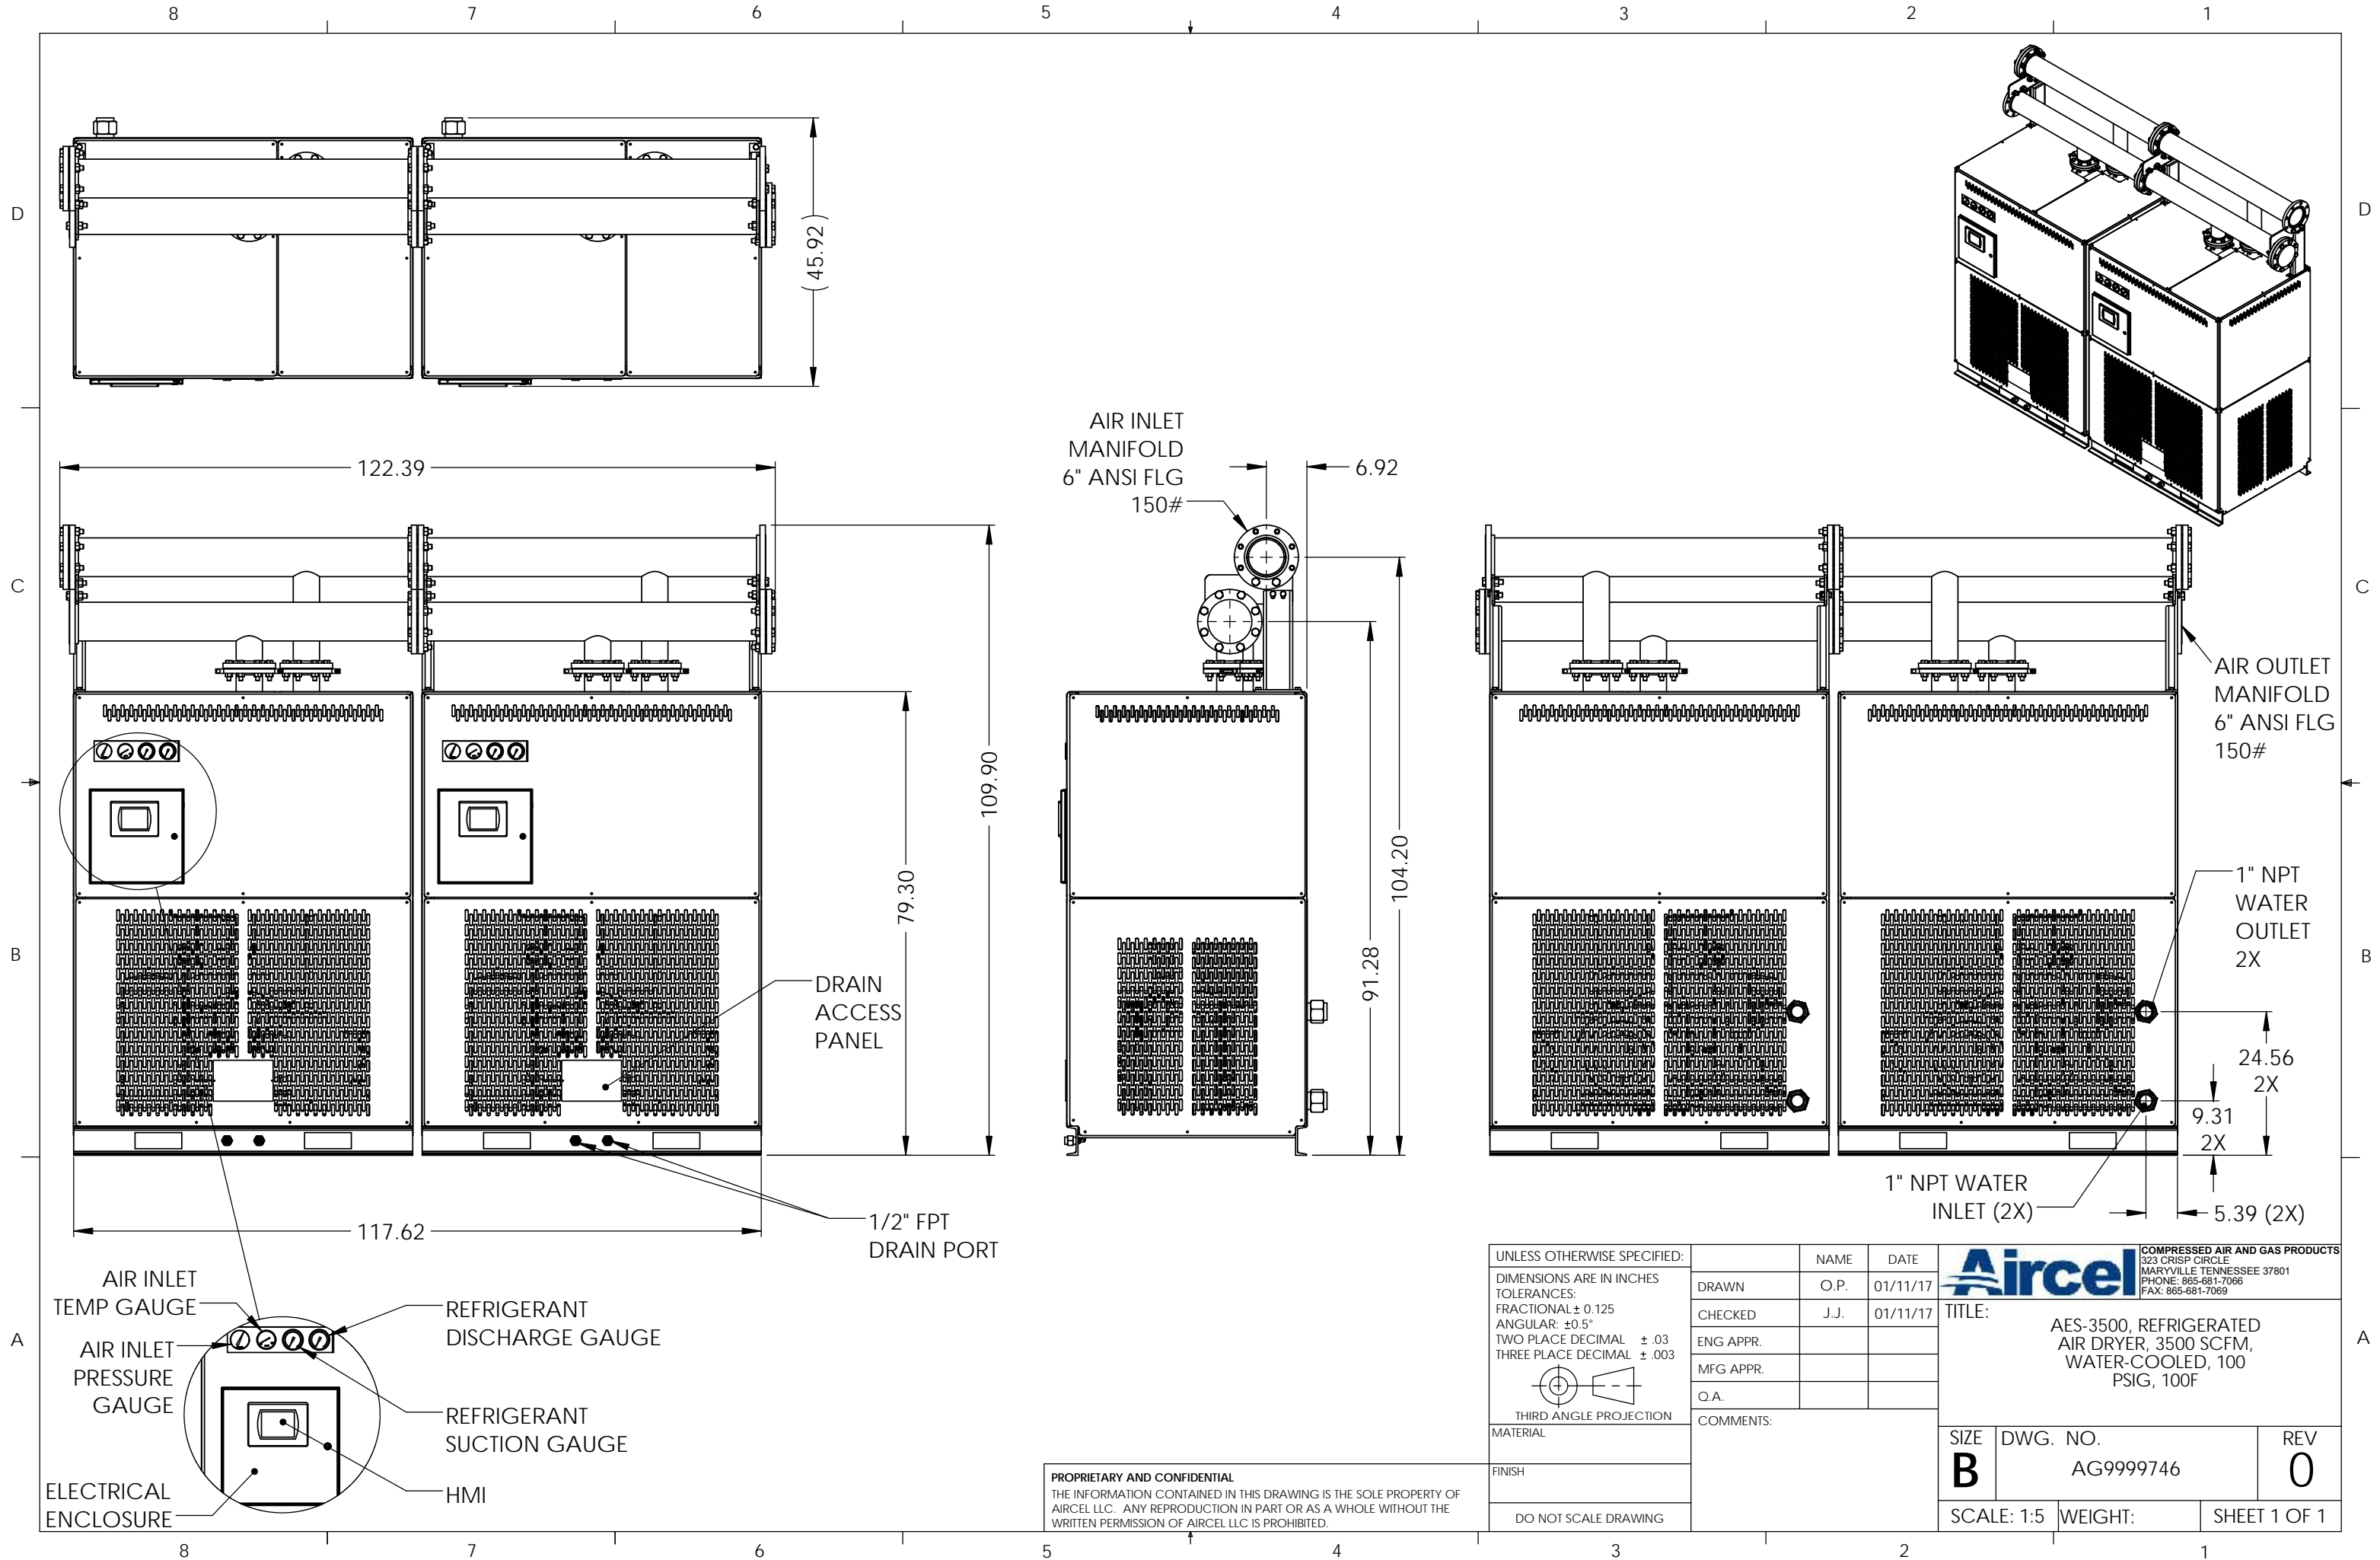 8 7 6 5 4 3 2 1
D
D
( 45.92 )
122.39
AIR INLET
MANIFOLD
6" ANSI FLG
150#
6.92
C
C
109.90
79.30
104.20
91.28
AIR OUTLET
MANIFOLD
6" ANSI FLG
150#
1" NPT
WATER
OUTLET
2X
B
B
DRAIN
ACCESS
PANEL
24.56
2X
9.31
2X
1" NPT WATER
INLET (2X)
5.39 (2X)
117.62
1/2" FPT
DRAIN PORT
AIR INLET
TEMP GAUGE
AIR INLET
PRESSURE
GAUGE
REFRIGERANT
DISCHARGE GAUGE
REFRIGERANT
SUCTION GAUGE
HMI
ELECTRICAL
ENCLOSURE
A
A
PROPRIETARY AND CONFIDENTIAL
THE INFORMATION CONTAINED IN THIS DRAWING IS THE SOLE PROPERTY OF
AIRCEL LLC. ANY REPRODUCTION IN PART OR AS A WHOLE WITHOUT THE
WRITTEN PERMISSION OF AIRCEL LLC IS PROHIBITED.
UNLESS OTHERWISE SPECIFIED:
DIMENSIONS ARE IN INCHES
TOLERANCES:
FRACTIONAL ± 0.125
ANGULAR: ±0.5°
TWO PLACE DECIMAL ± .03
THREE PLACE DECIMAL ± .003
THIRD ANGLE PROJECTION
MATERIAL
FINISH
DO NOT SCALE DRAWING
NAME DATE
DRAWN O.P. 01/11/17
CHECKED J.J. 01/11/17
ENG APPR.
MFG APPR.
Q.A.
COMMENTS:
Aircel
COMPRESSED AIR AND GAS PRODUCTS
323 CRISP CIRCLE
MARYVILLE TENNESSEE 37801
PHONE: 865-681-7066
FAX: 865-681-7069
TITLE:
AES-3500, REFRIGERATED
AIR DRYER, 3500 SCFM,
WATER-COOLED, 100
PSIG, 100F
SIZE
B
DWG. NO.
AG9999746
REV
0
SCALE: 1:5 WEIGHT: SHEET 1 OF 1
8 7 6 5 4 3 2 1